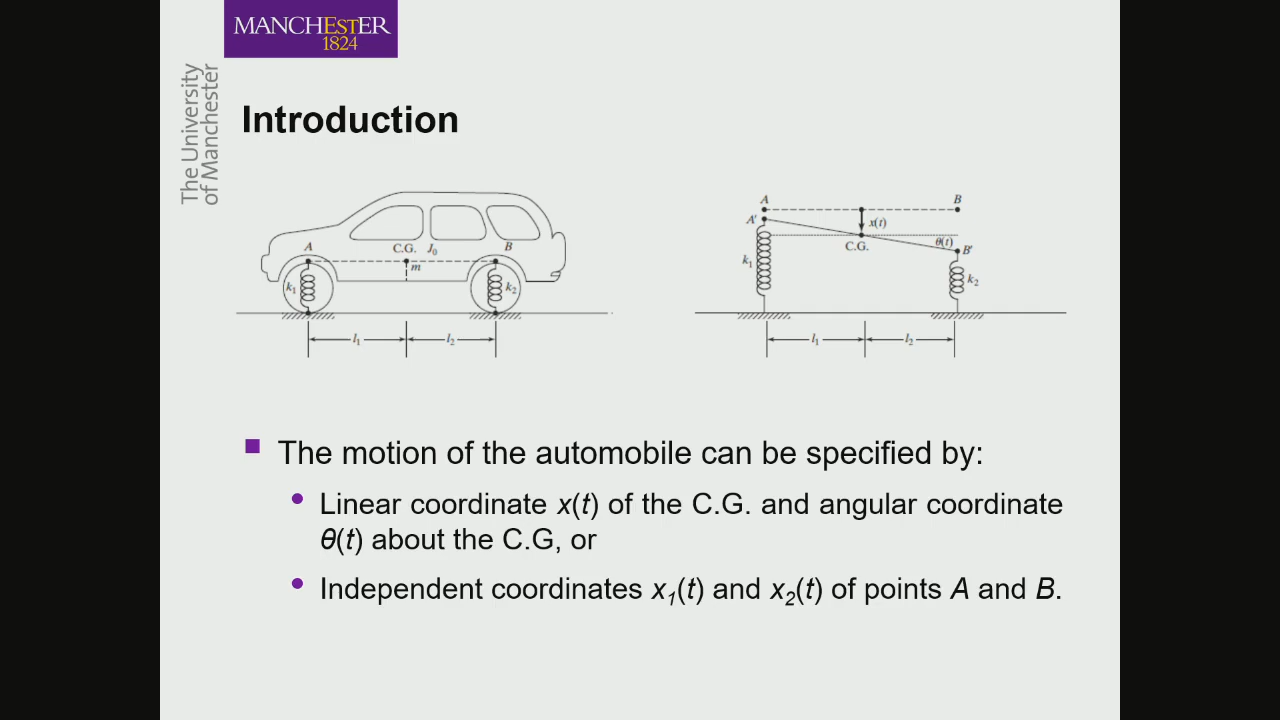 MANCHESTER
1824
The University
of Manchester
Introduction
A C.G. J₀ B
m
k₁ k₂
l₁ l₂
A B
A' x(t)
C.G. θ(t) B'
k₁ k₂
l₁ l₂
The motion of the automobile can be specified by:
Linear coordinate x(t) of the C.G. and angular coordinate
θ(t) about the C.G, or
Independent coordinates x₁(t) and x₂(t) of points A and B.